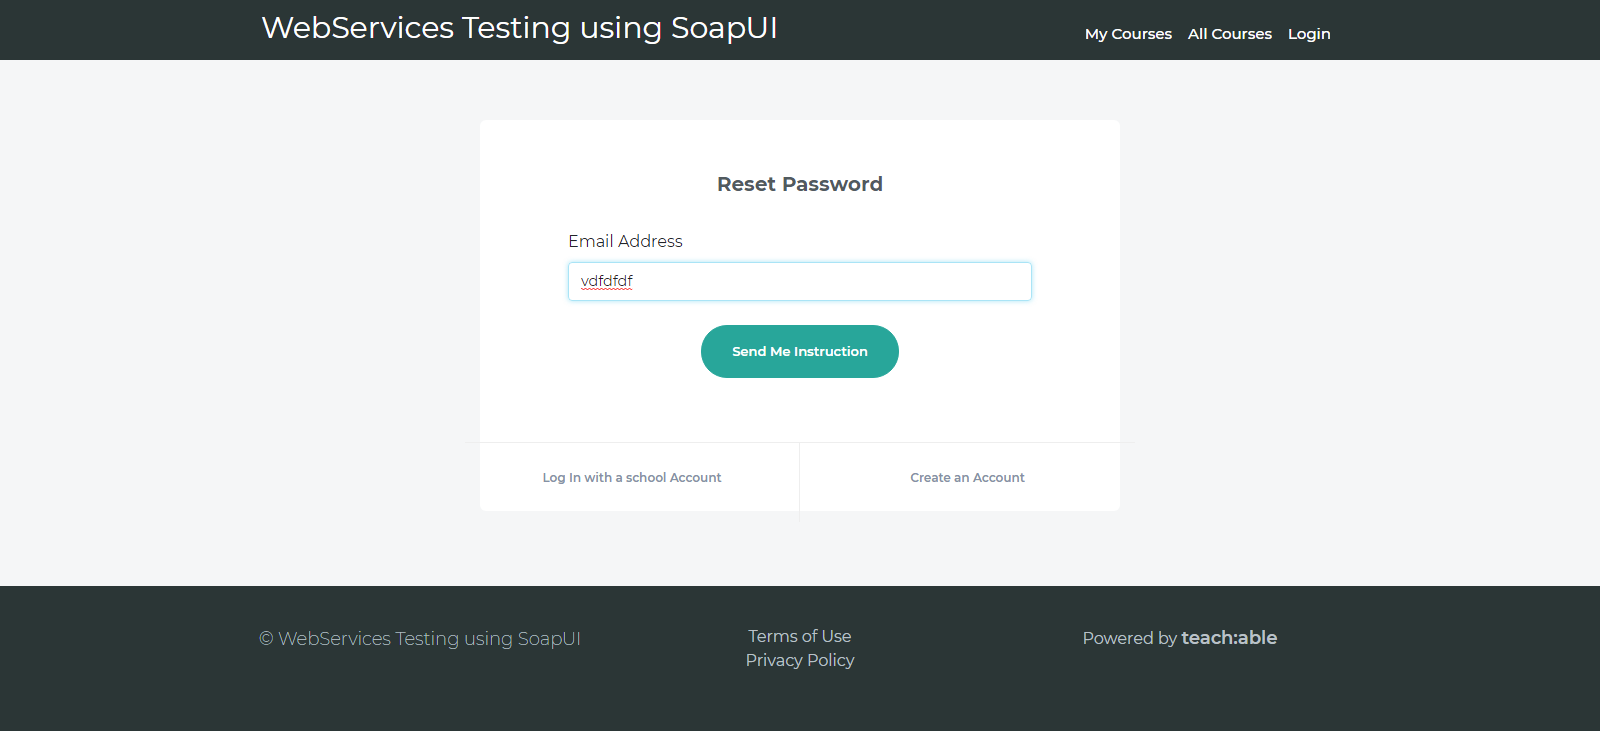 WebServices Testing using SoapUI
My Courses All Courses Login
Reset Password
Email Address
vdfdfdf
Send Me Instruction
Log In with a school Account
Create an Account
© WebServices Testing using SoapUI
Terms of Use
Privacy Policy
Powered by teach:able